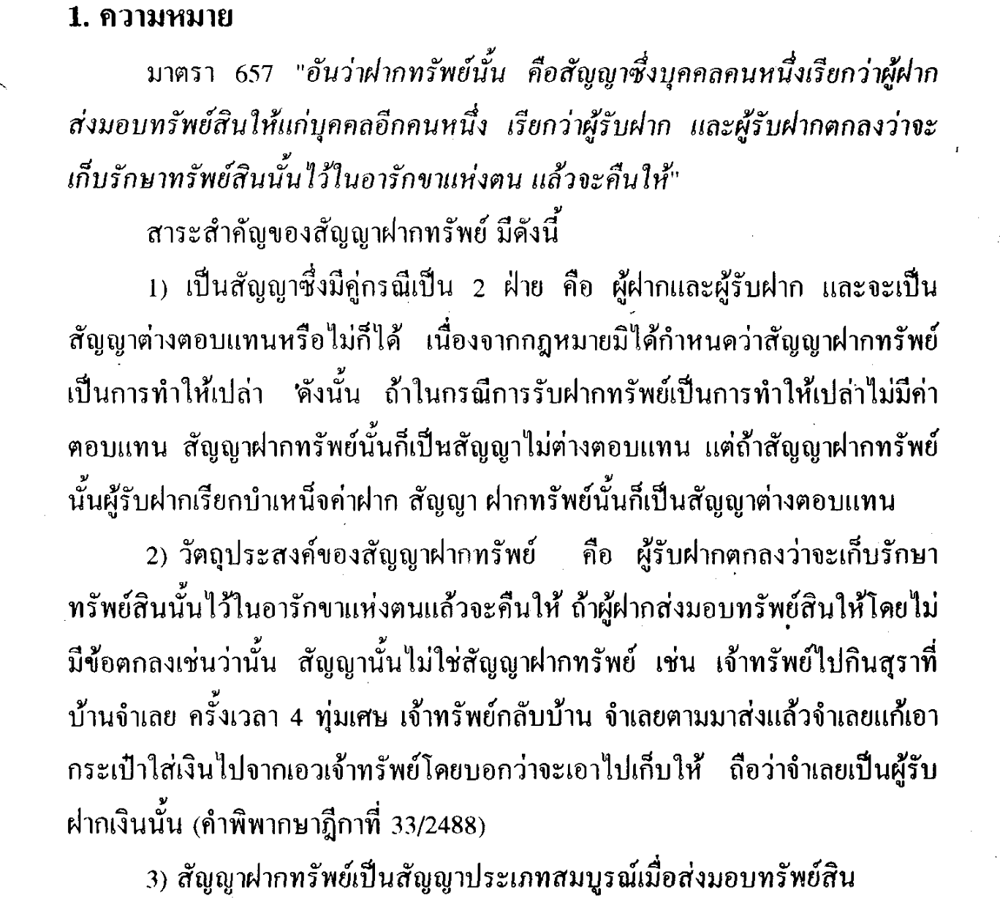 1. ความหมาย
มาตรา 657 "อันว่าฝากทรัพย์นั้น คือสัญญาซึ่งบุคคลคนหนึ่งเรียกว่าผู้ฝาก
ส่งมอบทรัพย์สินให้แก่บุคคลอีกคนหนึ่ง เรียกว่าผู้รับฝาก และผู้รับฝากตกลงว่าจะ
เก็บรักษาทรัพย์สินนั้นไว้ในอารักขาแห่งตน แล้วจะคืนให้"
สาระสำคัญของสัญญาฝากทรัพย์ มีดังนี้
1) เป็นสัญญาซึ่งมีคู่กรณีเป็น 2 ฝ่าย คือ ผู้ฝากและผู้รับฝาก และจะเป็น
สัญญาต่างตอบแทนหรือไม่ก็ได้ เนื่องจากกฎหมายมิได้กำหนดว่าสัญญาฝากทรัพย์
เป็นการทำให้เปล่า ดังนั้น ถ้าในกรณีการรับฝากทรัพย์เป็นการทำให้เปล่าไม่มีค่า
ตอบแทน สัญญาฝากทรัพย์นั้นก็เป็นสัญญาไม่ต่างตอบแทน แต่ถ้าสัญญาฝากทรัพย์
นั้นผู้รับฝากเรียกบำเหน็จค่าฝาก สัญญา ฝากทรัพย์นั้นก็เป็นสัญญาต่างตอบแทน
2) วัตถุประสงค์ของสัญญาฝากทรัพย์ คือ ผู้รับฝากตกลงว่าจะเก็บรักษา
ทรัพย์สินนั้นไว้ในอารักขาแห่งตนแล้วจะคืนให้ ถ้าผู้ฝากส่งมอบทรัพย์สินให้โดยไม่
มีข้อตกลงเช่นว่านั้น สัญญานั้นไม่ใช่สัญญาฝากทรัพย์ เช่น เจ้าทรัพย์ไปกินสุราที่
บ้านจำเลย ครั้งเวลา 4 ทุ่มเศษ เจ้าทรัพย์กลับบ้าน จำเลยตามมาส่งแล้วจำเลยแก้เอา
กระเป๋าใส่เงินไปจากเอวเจ้าทรัพย์โดยบอกว่าจะเอาไปเก็บให้ ถือว่าจำเลยเป็นผู้รับ
ฝากเงินนั้น (คำพิพากษาฎีกาที่ 33/2488)
3) สัญญาฝากทรัพย์เป็นสัญญาประเภทสมบูรณ์เมื่อส่งมอบทรัพย์สิน